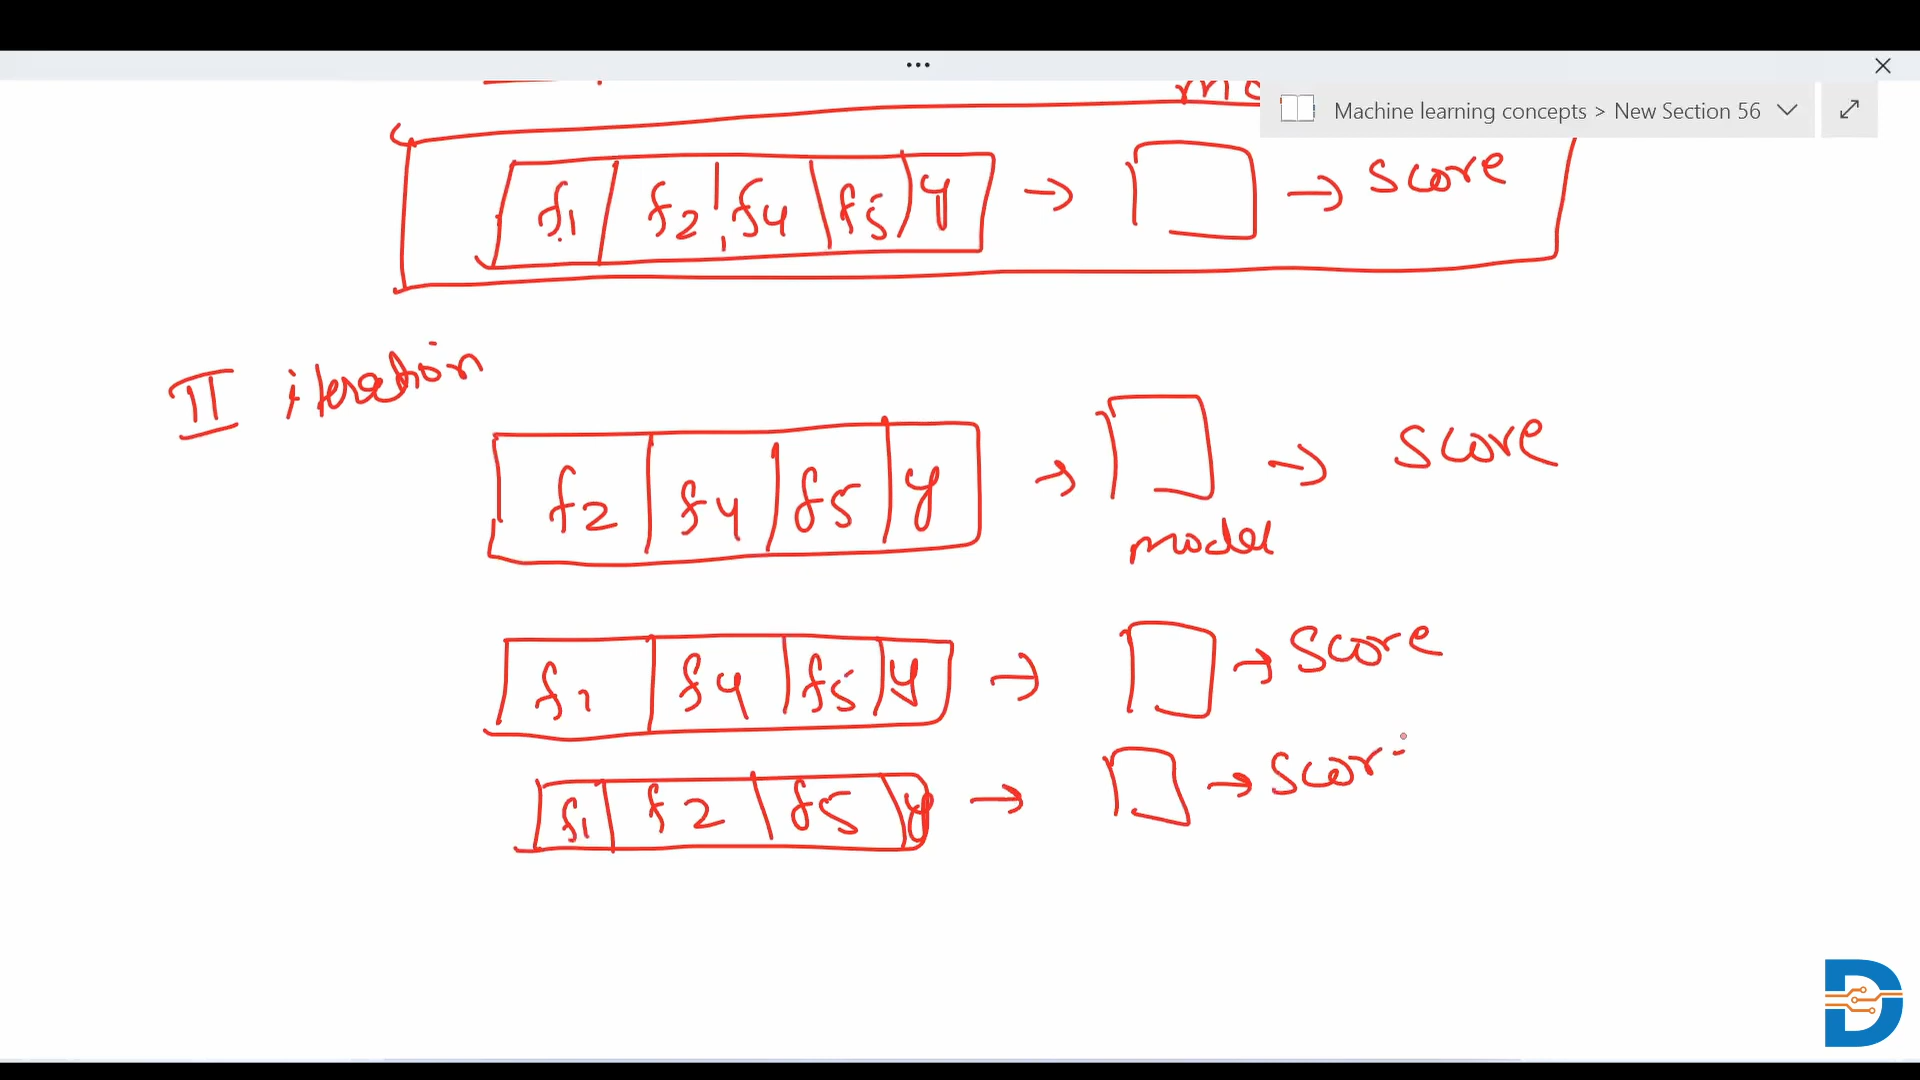 Machine learning concepts > New Section 56
f1 f2 f4 f5 y → → Score
II iteration
f2 f4 f5 y → → Score
model
f1 f4 f5 y → → Score
f1 f2 f5 y → → Scor